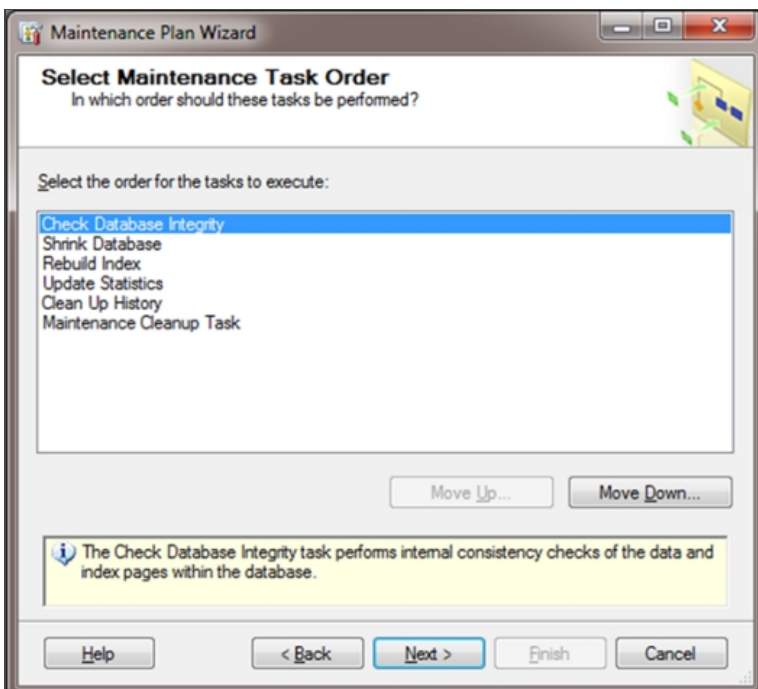 Maintenance Plan Wizard
Select Maintenance Task Order
In which order should these tasks be performed?
Select the order for the tasks to execute:
Check Database Integrity
Shrink Database
Rebuild Index
Update Statistics
Clean Up History
Maintenance Cleanup Task
Move Up...
Move Down...
The Check Database Integrity task performs internal consistency checks of the data and
index pages within the database.
Help
< Back
Next >
Finish
Cancel